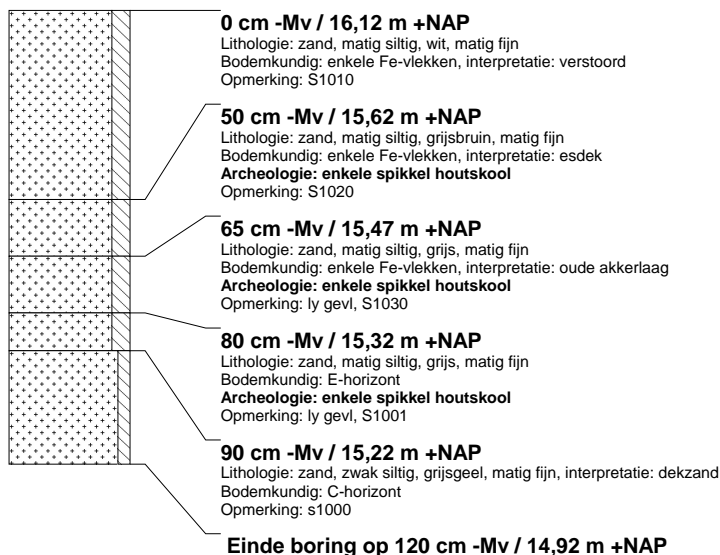 0 cm -Mv / 16,12 m +NAP
Lithologie: zand, matig siltig, wit, matig fijn
Bodemkundig: enkele Fe-vlekken, interpretatie: verstoord
Opmerking: S1010
50 cm -Mv / 15,62 m +NAP
Lithologie: zand, matig siltig, grijsbruin, matig fijn
Bodemkundig: enkele Fe-vlekken, interpretatie: esdek
Archeologie: enkele spikkel houtskool
Opmerking: S1020
65 cm -Mv / 15,47 m +NAP
Lithologie: zand, matig siltig, grijs, matig fijn
Bodemkundig: enkele Fe-vlekken, interpretatie: oude akkerlaag
Archeologie: enkele spikkel houtskool
Opmerking: ly gevl, S1030
80 cm -Mv / 15,32 m +NAP
Lithologie: zand, matig siltig, grijs, matig fijn
Bodemkundig: E-horizont
Archeologie: enkele spikkel houtskool
Opmerking: ly gevl, S1001
90 cm -Mv / 15,22 m +NAP
Lithologie: zand, zwak siltig, grijsgeel, matig fijn, interpretatie: dekzand
Bodemkundig: C-horizont
Opmerking: s1000
Einde boring op 120 cm -Mv / 14,92 m +NAP